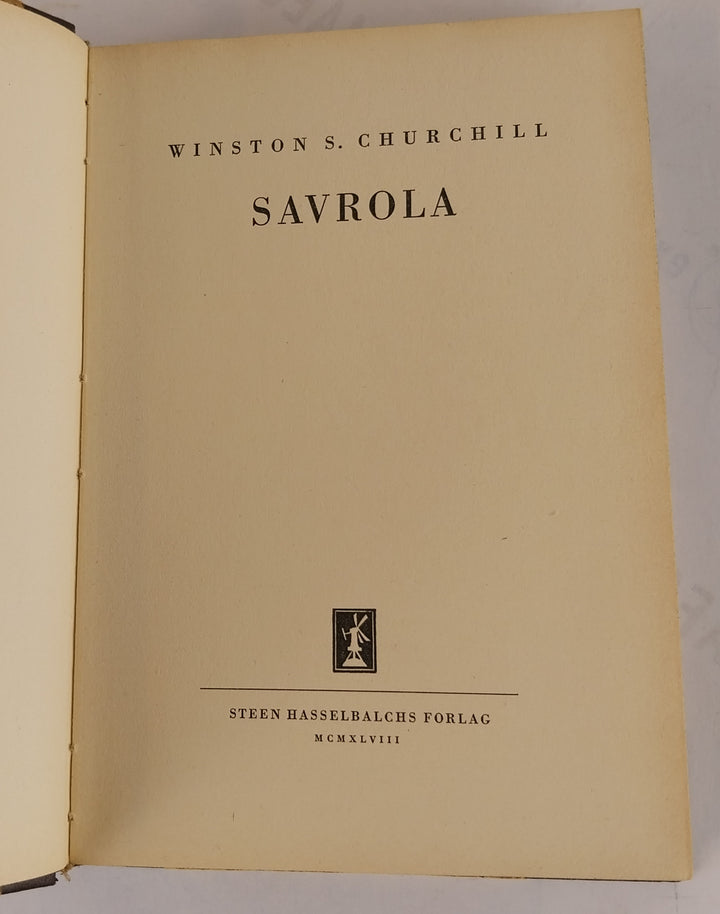 WINSTON S. CHURCHILL
SAVROLA
STEEN HASSELBALCHS FORLAG
MCMXLVIII